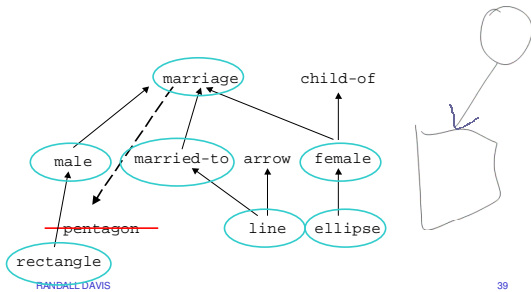 marriage child-of
male married-to arrow female
pentagon line ellipse
rectangle
RANDALL DAVIS 39